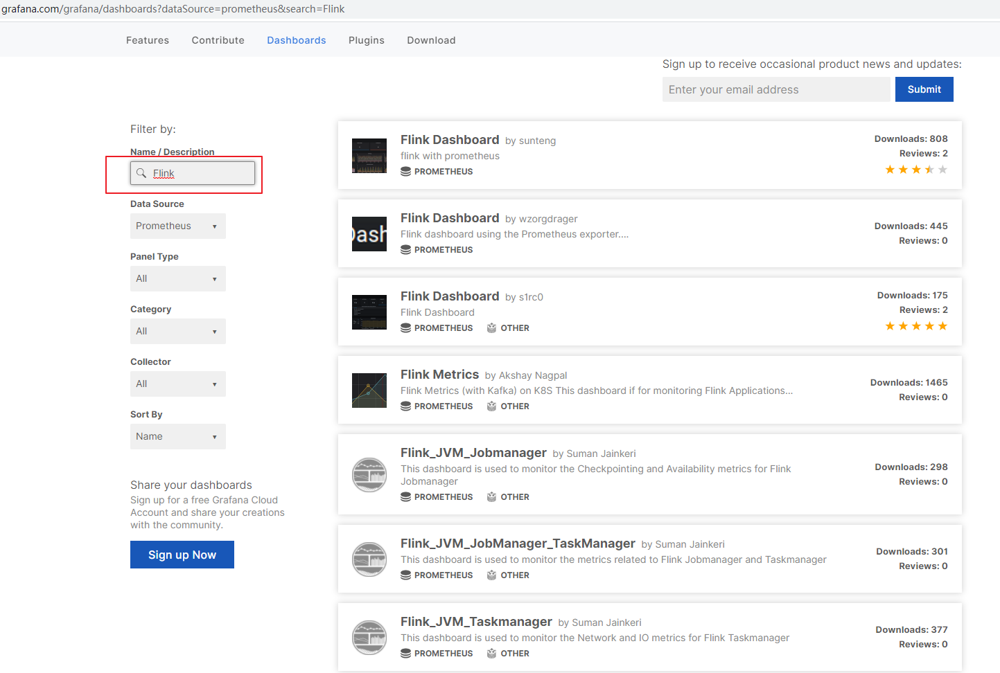 grafana.com/grafana/dashboards?dataSource=prometheus&search=Flink
Features Contribute Dashboards Plugins Download
Sign up to receive occasional product news and updates:
Enter your email address Submit
Filter by:
Name / Description
Flink
Data Source
Prometheus
Panel Type
All
Category
All
Collector
All
Sort By
Name
Share your dashboards
Sign up for a free Grafana Cloud
Account and share your creations
with the community.
Sign up Now
Flink Dashboard by sunteng
flink with prometheus
PROMETHEUS
Downloads: 808
Reviews: 2
Dash
Flink Dashboard by wzorgdrager
Flink dashboard using the Prometheus exporter....
PROMETHEUS
Downloads: 445
Reviews: 0
Flink Dashboard by s1rc0
Flink Dashboard
PROMETHEUS OTHER
Downloads: 175
Reviews: 2
Flink Metrics by Akshay Nagpal
Flink Metrics (with Kafka) on K8S This dashboard if for monitoring Flink Applications...
PROMETHEUS OTHER
Downloads: 1465
Reviews: 0
Flink_JVM_Jobmanager by Suman Jainkeri
This dashboard is used to monitor the Checkpointing and Availability metrics for Flink
Jobmanager
PROMETHEUS OTHER
Downloads: 298
Reviews: 0
Flink_JVM_JobManager_TaskManager by Suman Jainkeri
This dashboard is used to monitor the metrics related to Flink Jobmanager and Taskmanager
PROMETHEUS OTHER
Downloads: 301
Reviews: 0
Flink_JVM_Taskmanager by Suman Jainkeri
This dashboard is used to monitor the Network and IO metrics for Flink Taskmanager
PROMETHEUS OTHER
Downloads: 377
Reviews: 0